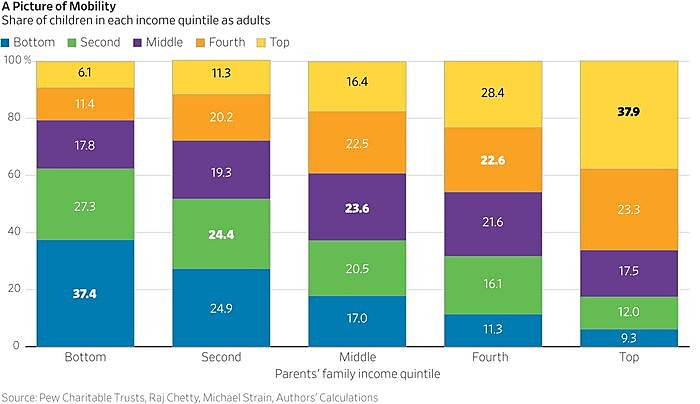 A Picture of Mobility
Share of children in each income quintile as adults
Bottom Second Middle Fourth Top
100 %
6.1 11.3 16.4 28.4 37.9
11.4 20.2 22.5 22.6 23.3
17.8 19.3 23.6 21.6 17.5
27.3 24.4 20.5 16.1 12.0
37.4 24.9 17.0 11.3 9.3
80
60
40
20
0
Bottom Second Middle Fourth Top
Parents' family income quintile
Source: Pew Charitable Trusts, Raj Chetty, Michael Strain, Authors' Calculations